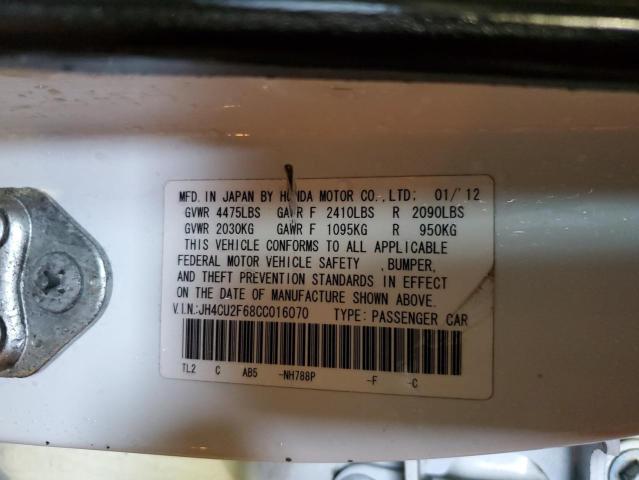 MFD. IN JAPAN BY HONDA MOTOR CO., LTD; 01/'12
GVWR 4475LBS GAWR F 2410LBS R 2090LBS
GVWR 2030KG GAWR F 1095KG R 950KG
THIS VEHICLE CONFORMS TO ALL APPLICABLE
FEDERAL MOTOR VEHICLE SAFETY , BUMPER,
AND THEFT PREVENTION STANDARDS IN EFFECT
ON THE DATE OF MANUFACTURE SHOWN ABOVE.
V.I.N.:JH4CU2F68CC016070 TYPE: PASSENGER CAR
TL2 C AB5 -NH788P -F -C